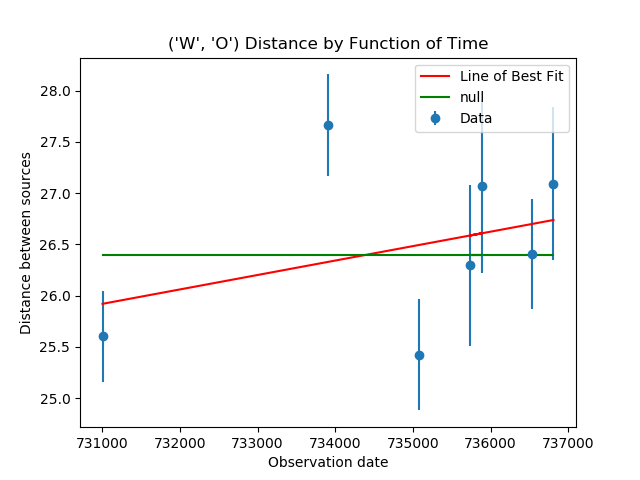 ('W', 'O') Distance by Function of Time
Line of Best Fit
null
Data
Distance between sources
28.0
27.5
27.0
26.5
26.0
25.5
25.0
731000 732000 733000 734000 735000 736000 737000
Observation date